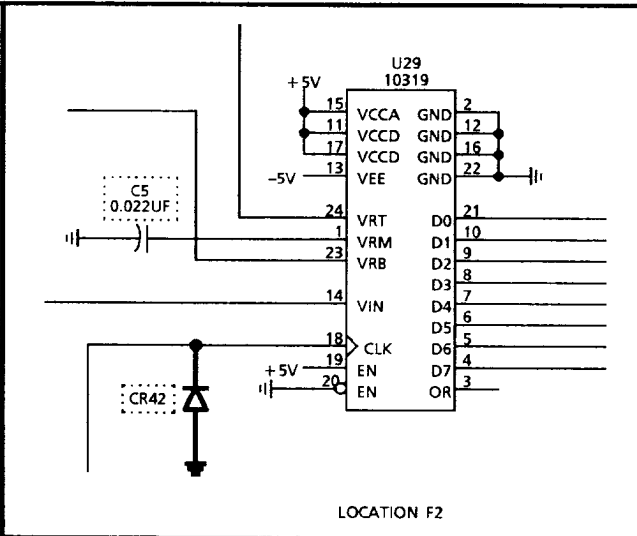 U29
10319
+5V
15 VCCA GND 2
11 VCCD GND 12
17 VCCD GND 16
-5V 13 VEE GND 22
C5
0.022UF
24 VRT D0 21
1 VRM D1 10
23 VRB D2 9
D3 8
14 VIN D4 7
D5 6
18 CLK D6 5
+5V 19 EN D7 4
20 EN OR 3
CR42
LOCATION F2